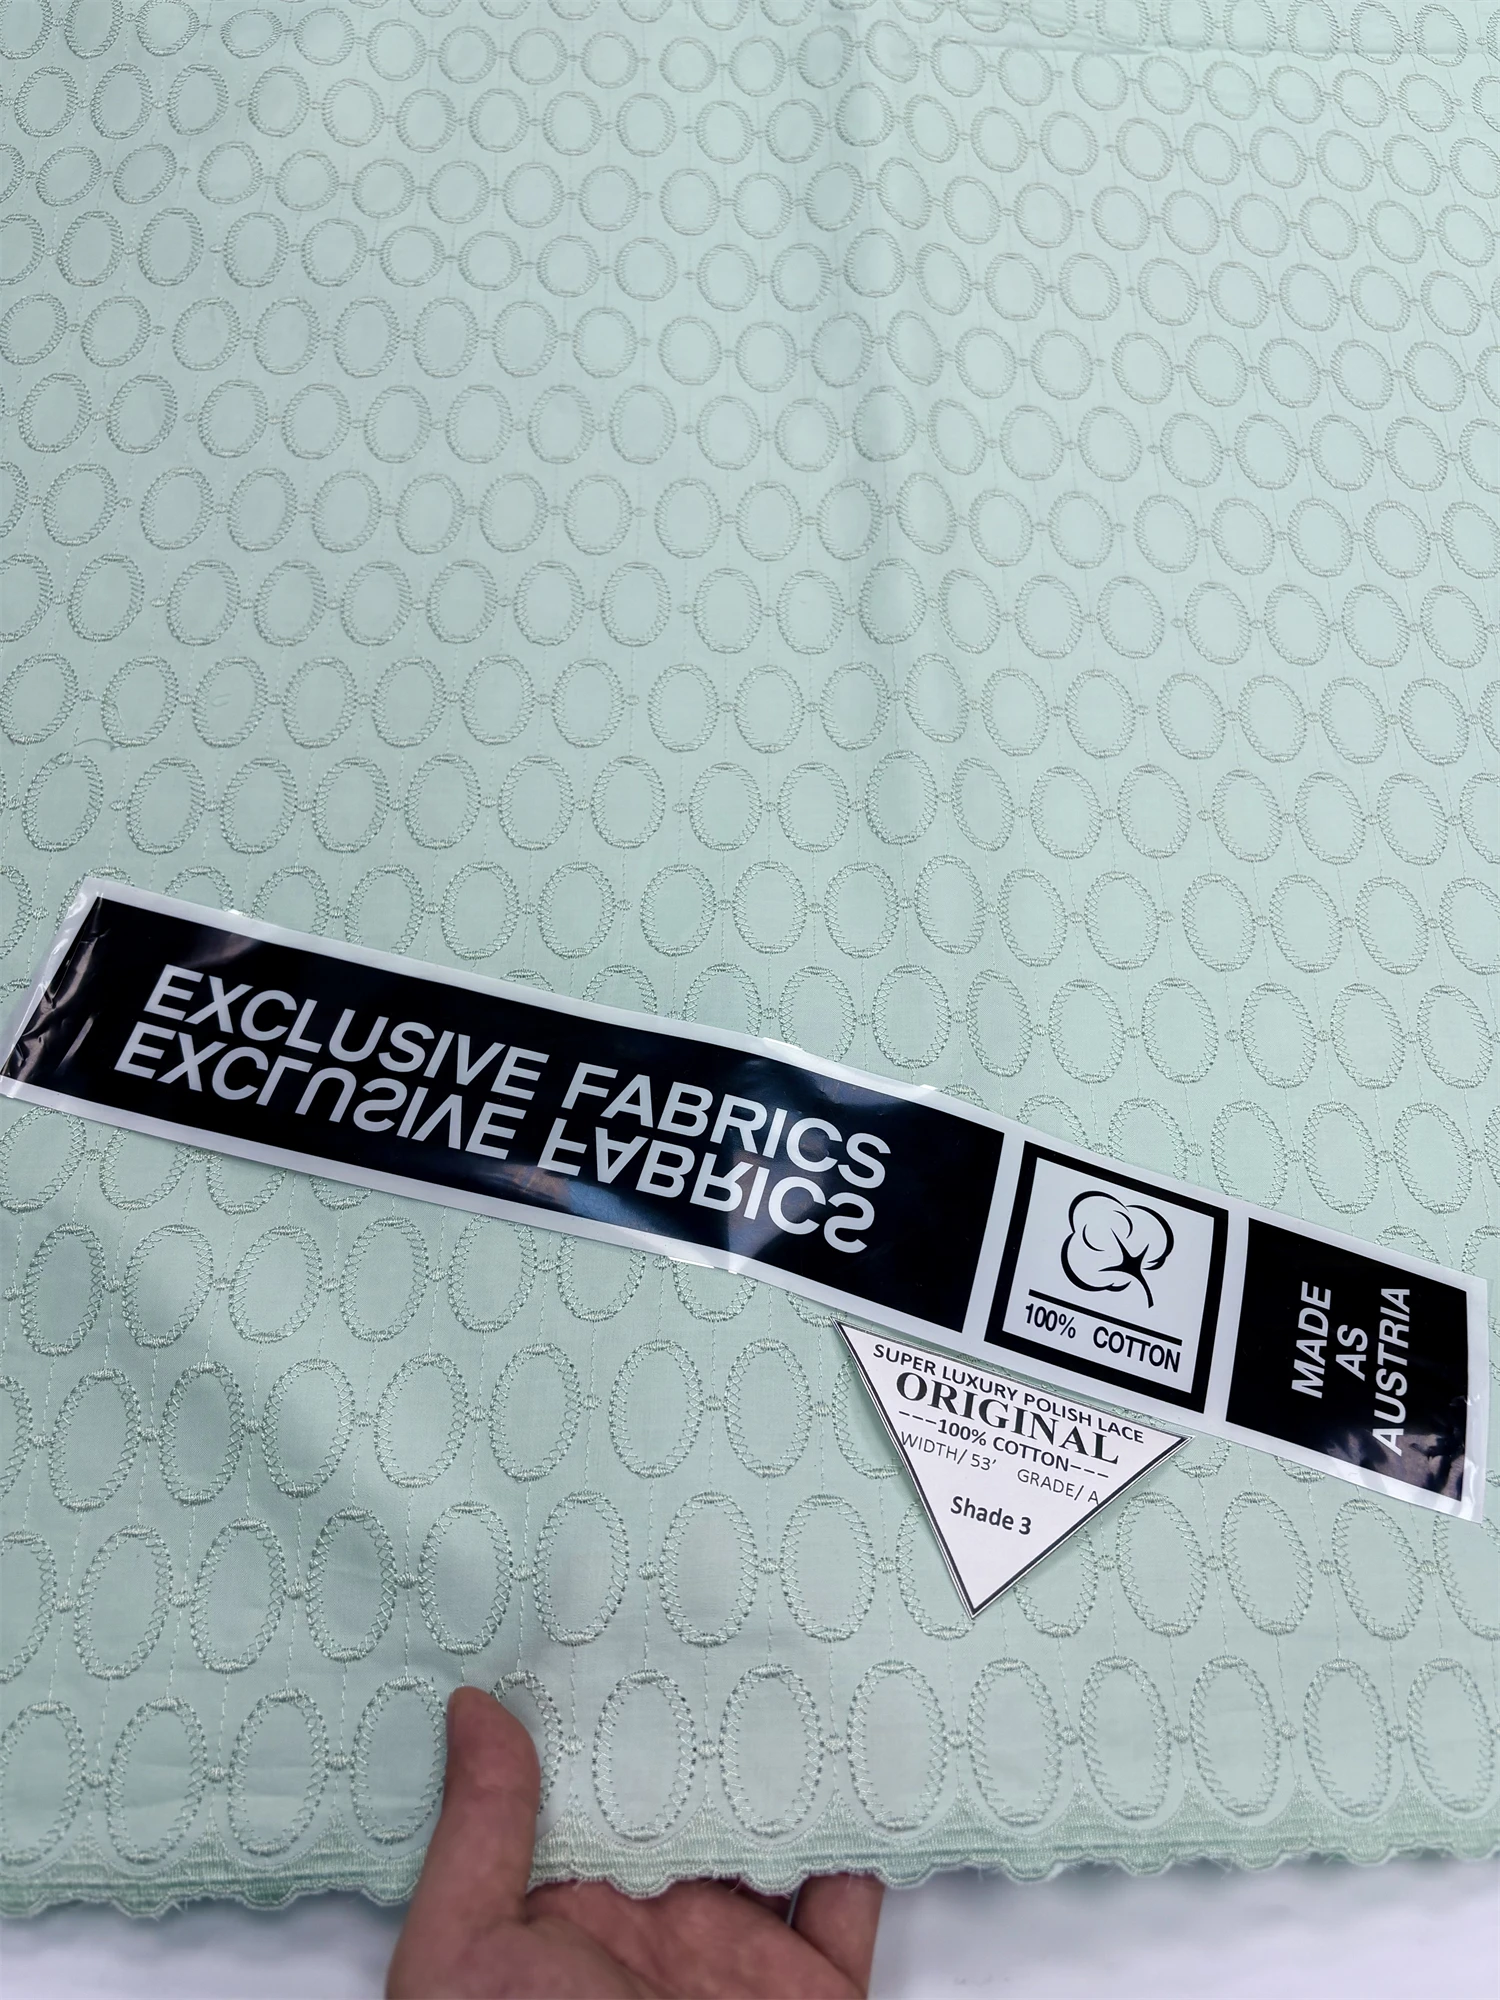 EXCLUSIVE FABRICS
EXCLUSIVE FABRICS
100% COTTON
MADE
AS
AUSTRIA
SUPER LUXURY POLISH LACE
ORIGINAL
---100% COTTON---
WIDTH/ 53' GRADE/ A
Shade 3